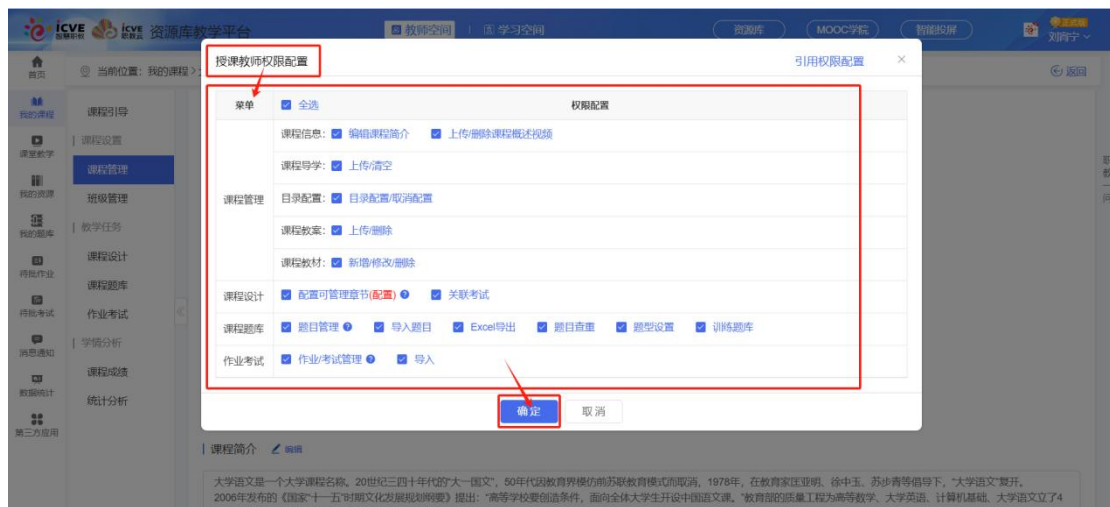 icve 智慧职教 icve 职教云 资源库教学平台 教师空间 学习空间 资源库 MOOC学院 智能投屏 正式版
刘向宁
首页 当前位置：我的课程> 返回
授课教师权限配置 引用权限配置 ×
菜单 全选 权限配置
课程管理
课程信息： 编辑课程简介 上传/删除课程概述视频
课程导学： 上传/清空
目录配置： 目录配置/取消配置
课程教案： 上传/删除
课程教材： 新增/修改/删除
课程设计 配置可管理章节(配置) 关联考试
课程题库 题目管理 导入题目 Excel导出 题目查重 题型设置 训练题库
作业考试 作业/考试管理 导入
确定 取消
我的课程
课堂教学
我的资源
我的题库
待批作业
待批考试
消息通知
数据统计
第三方应用
课程引导
课程设置
课程管理
班级管理
教学任务
课程设计
课程题库
作业考试
学情分析
课程成绩
统计分析
课程简介 编辑
大学语文是一个大学课程名称。20世纪三四十年代的“大一国文”，50年代因教育界模仿前苏联教育模式而取消，1978年，在教育家匡亚明、徐中玉、苏步青等倡导下，“大学语文”复开。
2006年发布的《国家“十一五”时期文化发展规划纲要》提出：“高等学校要创造条件，面向全体大学生开设中国语文课。”教育部的质量工程为高等数学、大学英语、计算机基础、大学语文立了4